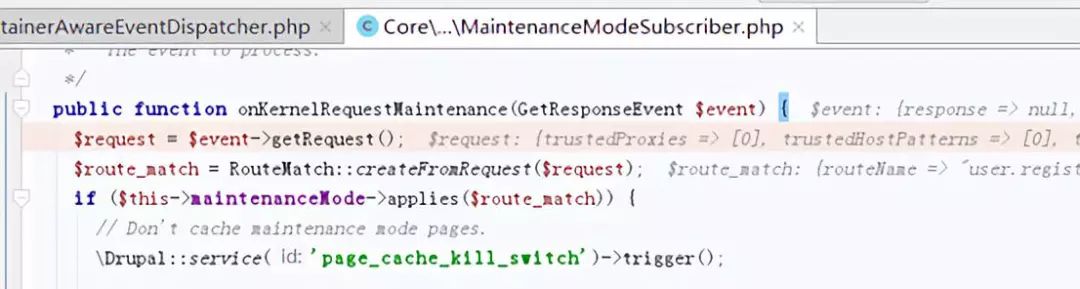 tainerAwareEventDispatcher.php × C Core\...\MaintenanceModeSubscriber.php ×
* The event to process.
*/
public function onKernelRequestMaintenance(GetResponseEvent $event) { $event: {response => null,
$request = $event->getRequest(); $request: {trustedProxies => [0], trustedHostPatterns => [0], t
$route_match = RouteMatch::createFromRequest($request); $route_match: {routeName => "user.regist
if ($this->maintenanceMode->applies($route_match)) {
// Don't cache maintenance mode pages.
\Drupal::service( id: 'page_cache_kill_switch')->trigger();